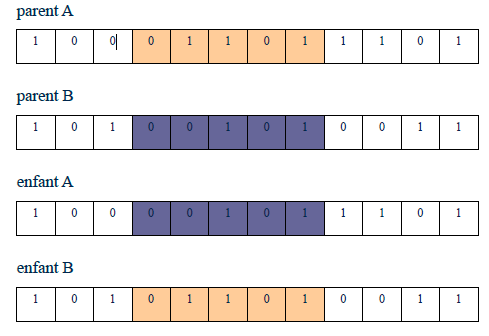 parent A
1 0 0 0 1 1 0 1 1 1 0 1
parent B
1 0 1 0 0 1 0 1 0 0 1 1
enfant A
1 0 0 0 0 1 0 1 1 1 0 1
enfant B
1 0 1 0 1 1 0 1 0 0 1 1